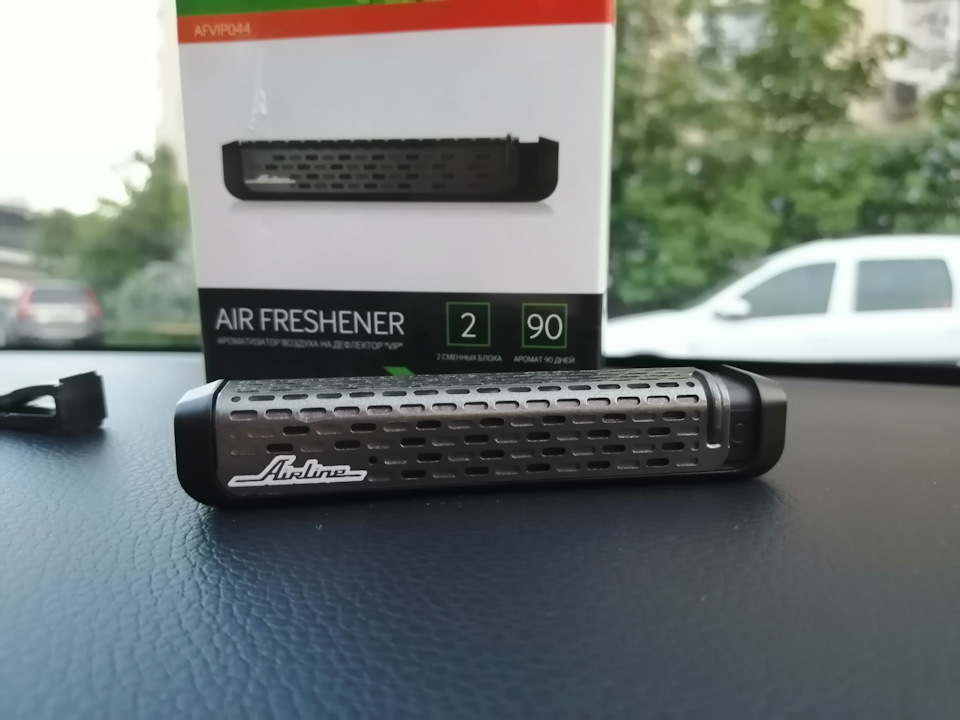 AFVIP044
AIR FRESHENER
АРОМАТИЗАТОР ВОЗДУХА НА ДЕФЛЕКТОР "VIP"
2
2 СМЕННЫХ БЛОКА
90
АРОМАТ 90 ДНЕЙ
Airline